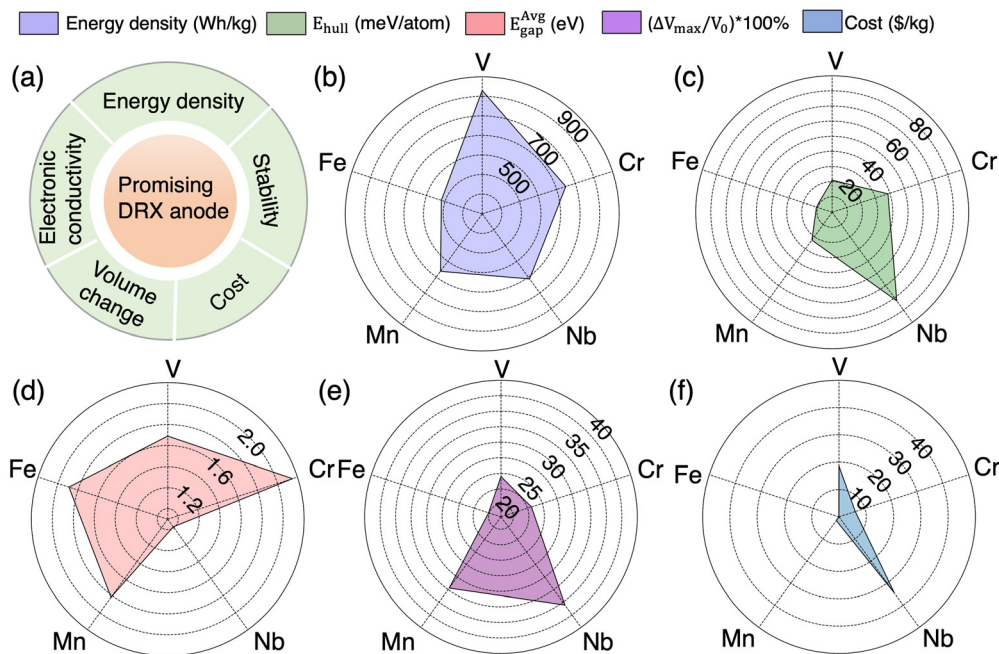 Energy density (Wh/kg)
E_hull (meV/atom)
E_gap^Avg (eV)
(ΔV_max/V_0)*100%
Cost ($/kg)
(a)
Energy density
Stability
Cost
Volume
change
Electronic
conductivity
Promising
DRX anode
(b)
V
Cr
Nb
Mn
Fe
500
700
900
(c)
V
Cr
Nb
Mn
Fe
20
40
60
80
(d)
V
Cr
Nb
Mn
Fe
1.2
1.6
2.0
(e)
V
Cr
Nb
Mn
Fe
20
25
30
35
40
(f)
V
Cr
Nb
Mn
Fe
10
20
30
40